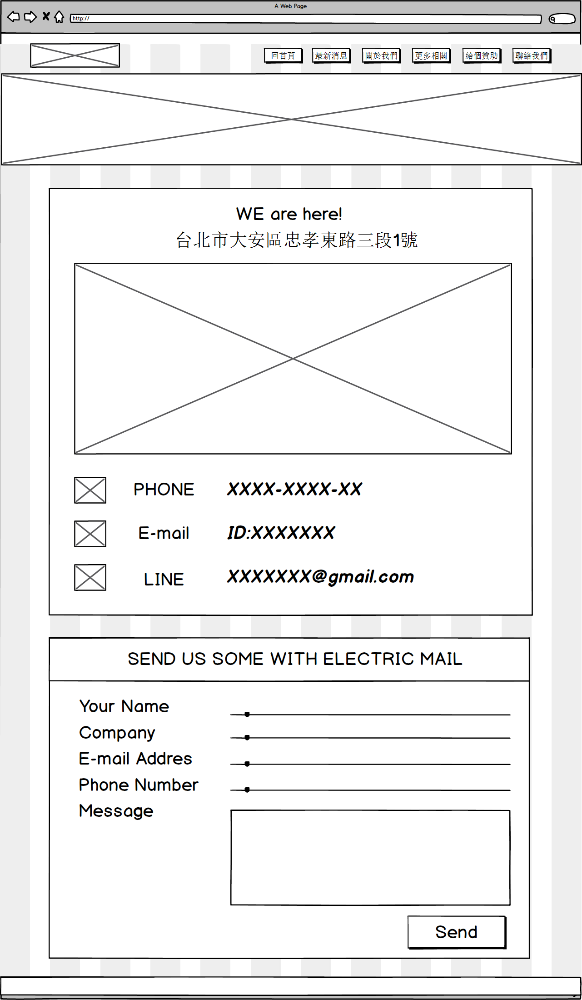 A Web Page
http://
回首頁 最新消息 關於我們 更多相關 給個贊助 聯絡我們
WE are here!
台北市大安區忠孝東路三段1號
PHONE XXXX-XXXX-XX
E-mail ID:XXXXXXX
LINE XXXXXXX@gmail.com
SEND US SOME WITH ELECTRIC MAIL
Your Name
Company
E-mail Addres
Phone Number
Message
Send